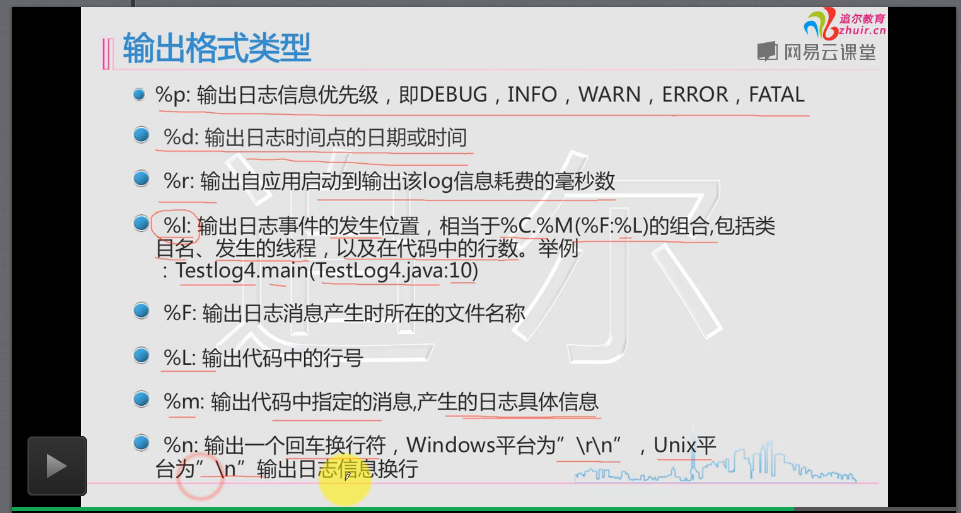 追尔教育
zhuir.cn
输出格式类型
网易云课堂
%p: 输出日志信息优先级，即DEBUG，INFO，WARN，ERROR，FATAL
%d: 输出日志时间点的日期或时间
%r: 输出自应用启动到输出该log信息耗费的毫秒数
%l: 输出日志事件的发生位置，相当于%C.%M(%F:%L)的组合,包括类
目名、发生的线程，以及在代码中的行数。举例
：Testlog4.main(TestLog4.java:10)
%F: 输出日志消息产生时所在的文件名称
%L: 输出代码中的行号
%m: 输出代码中指定的消息,产生的日志具体信息
%n: 输出一个回车换行符，Windows平台为”\r\n”，Unix平
台为”\n”输出日志信息换行
追尔